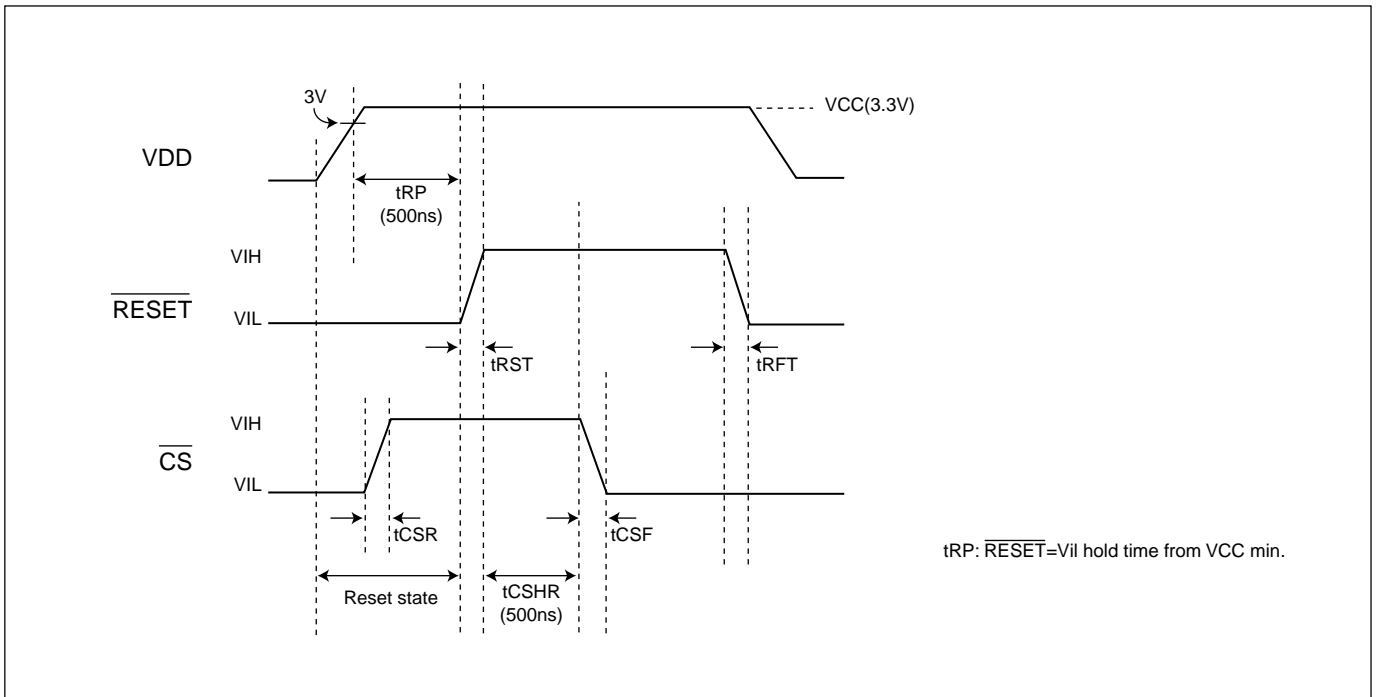 3V
VCC(3.3V)
VDD
tRP
(500ns)
VIH
RESET
VIL
tRST
tRFT
VIH
CS
VIL
tCSR
tCSF
tRP: RESET=Vil hold time from VCC min.
Reset state
tCSHR
(500ns)